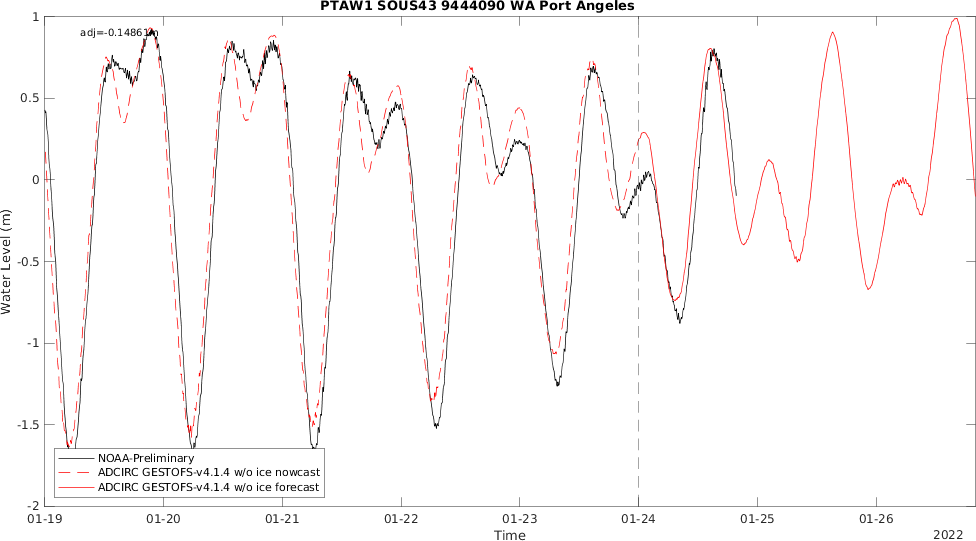 PTAW1 SOUS43 9444090 WA Port Angeles
adj=-0.14861m
1
0.5
0
-0.5
-1
-1.5
-2
Water Level (m)
NOAA-Preliminary
ADCIRC GESTOFS-v4.1.4 w/o ice nowcast
ADCIRC GESTOFS-v4.1.4 w/o ice forecast
01-19 01-20 01-21 01-22 01-23 01-24 01-25 01-26
Time
2022